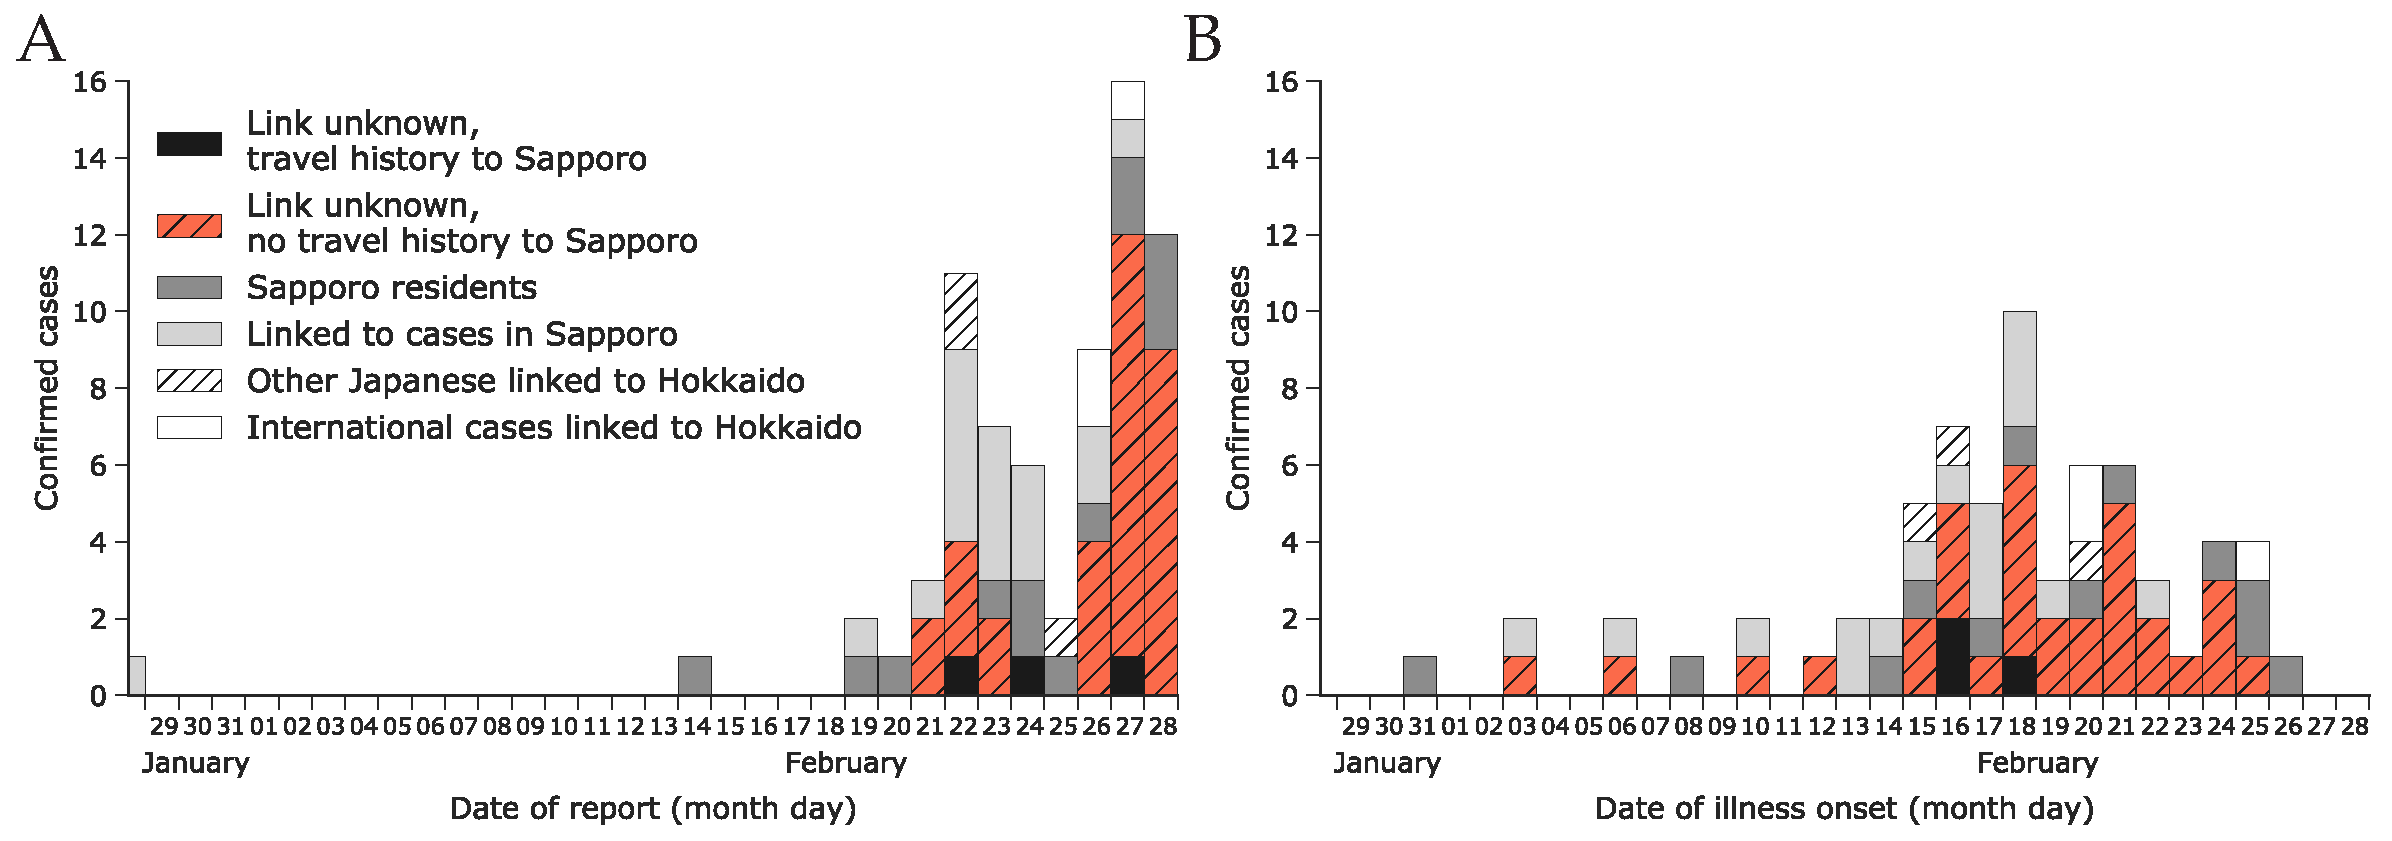 A
16
14
12
10
8
6
4
2
0
Confirmed cases
Link unknown,
travel history to Sapporo
Link unknown,
no travel history to Sapporo
Sapporo residents
Linked to cases in Sapporo
Other Japanese linked to Hokkaido
International cases linked to Hokkaido
29 30 31 01 02 03 04 05 06 07 08 09 10 11 12 13 14 15 16 17 18 19 20 21 22 23 24 25 26 27 28
January February
Date of report (month day)
B
16
14
12
10
8
6
4
2
0
Confirmed cases
29 30 31 01 02 03 04 05 06 07 08 09 10 11 12 13 14 15 16 17 18 19 20 21 22 23 24 25 26 27 28
January February
Date of illness onset (month day)